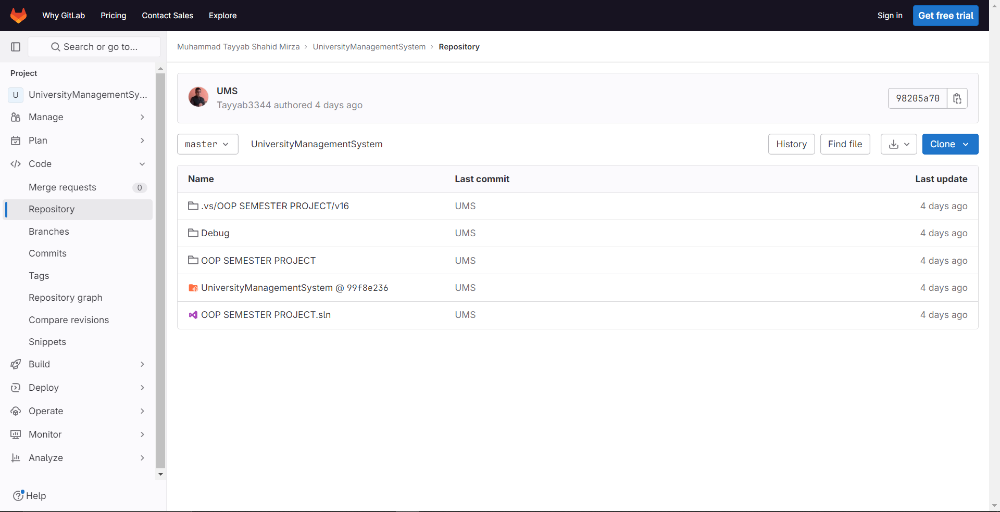 Why GitLab Pricing Contact Sales Explore Sign in Get free trial
Search or go to...
Muhammad Tayyab Shahid Mirza › UniversityManagementSystem › Repository
Project
U UniversityManagementSy...
Manage
Plan
Code
Merge requests 0
Repository
Branches
Commits
Tags
Repository graph
Compare revisions
Snippets
Build
Deploy
Operate
Monitor
Analyze
Help
UMS
Tayyab3344 authored 4 days ago
98205a70
master UniversityManagementSystem History Find file Clone
Name Last commit Last update
.vs/OOP SEMESTER PROJECT/v16 UMS 4 days ago
Debug UMS 4 days ago
OOP SEMESTER PROJECT UMS 4 days ago
UniversityManagementSystem @ 99f8e236 UMS 4 days ago
OOP SEMESTER PROJECT.sln UMS 4 days ago